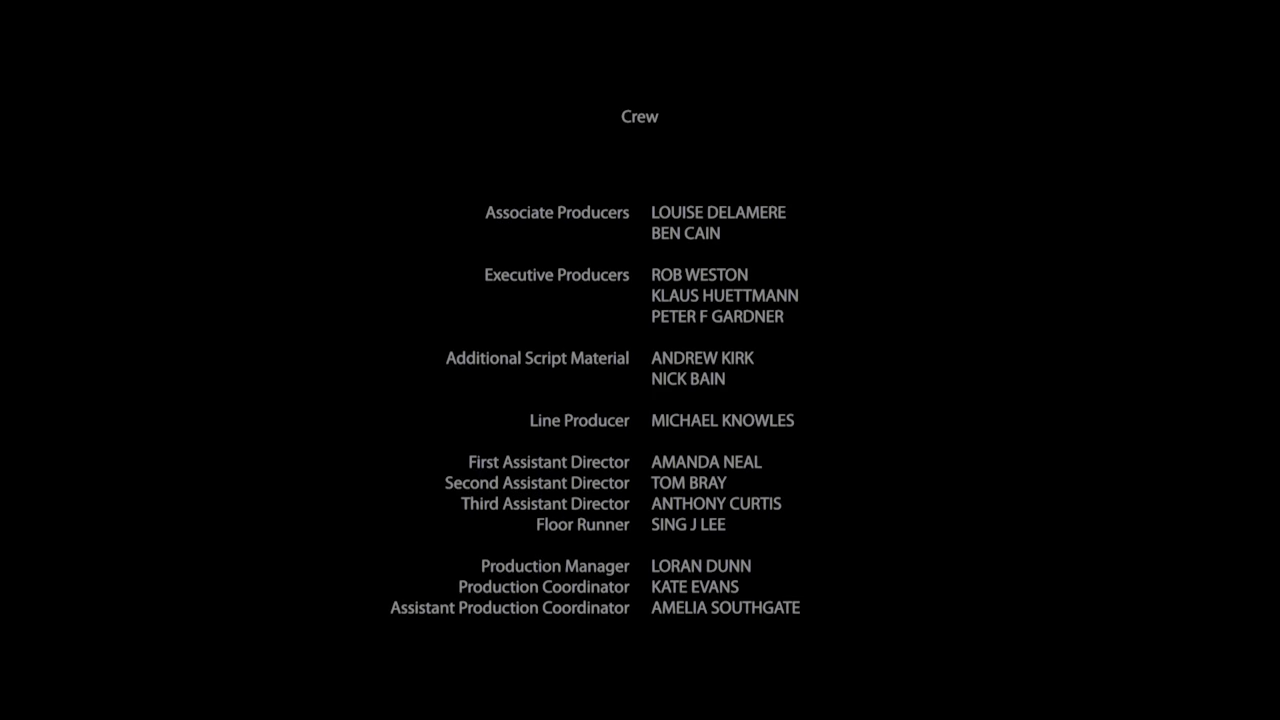 Crew
Associate Producers LOUISE DELAMERE
BEN CAIN
Executive Producers ROB WESTON
KLAUS HUETTMANN
PETER F GARDNER
Additional Script Material ANDREW KIRK
NICK BAIN
Line Producer MICHAEL KNOWLES
First Assistant Director AMANDA NEAL
Second Assistant Director TOM BRAY
Third Assistant Director ANTHONY CURTIS
Floor Runner SING J LEE
Production Manager LORAN DUNN
Production Coordinator KATE EVANS
Assistant Production Coordinator AMELIA SOUTHGATE